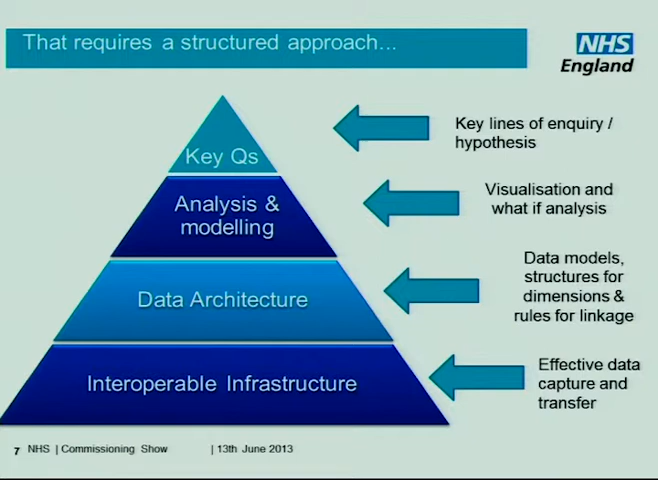 That requires a structured approach...
NHS
England
Key Qs
Key lines of enquiry /
hypothesis
Analysis &
modelling
Visualisation and
what if analysis
Data Architecture
Data models,
structures for
dimensions &
rules for linkage
Interoperable Infrastructure
Effective data
capture and
transfer
7 NHS | Commissioning Show | 13th June 2013